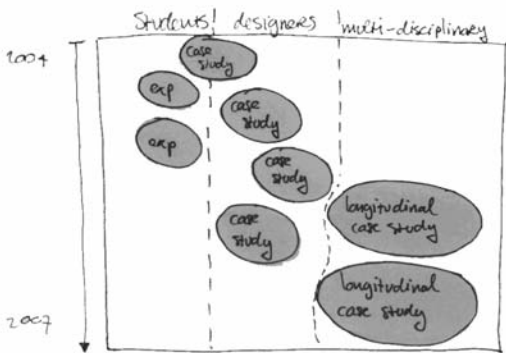 Students
designers
multi-disciplinary
2004
case
study
exp
case
study
exp
case
study
longitudinal
case study
case
study
longitudinal
case study
2007